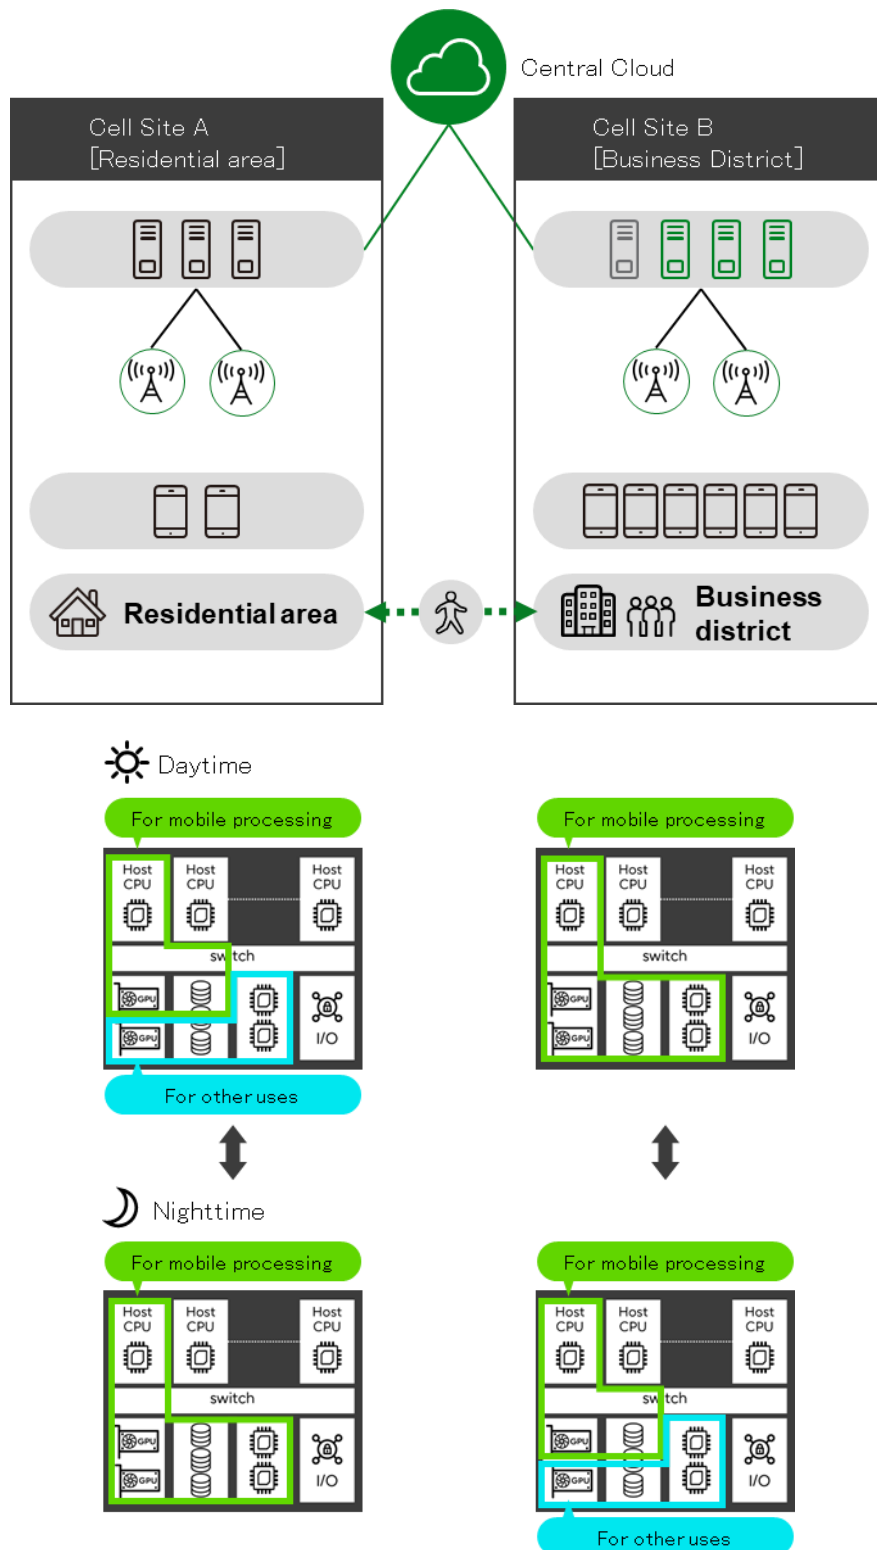 Central Cloud
Cell Site A
[Residential area]
Cell Site B
[Business District]
Residential area
Business
district
Daytime
For mobile processing
For mobile processing
Host
CPU
Host
CPU
Host
CPU
switch
GPU
GPU
I/O
For other uses
Host
CPU
Host
CPU
Host
CPU
switch
GPU
GPU
I/O
Nighttime
For mobile processing
For mobile processing
Host
CPU
Host
CPU
Host
CPU
switch
GPU
GPU
I/O
Host
CPU
Host
CPU
Host
CPU
switch
GPU
GPU
I/O
For other uses